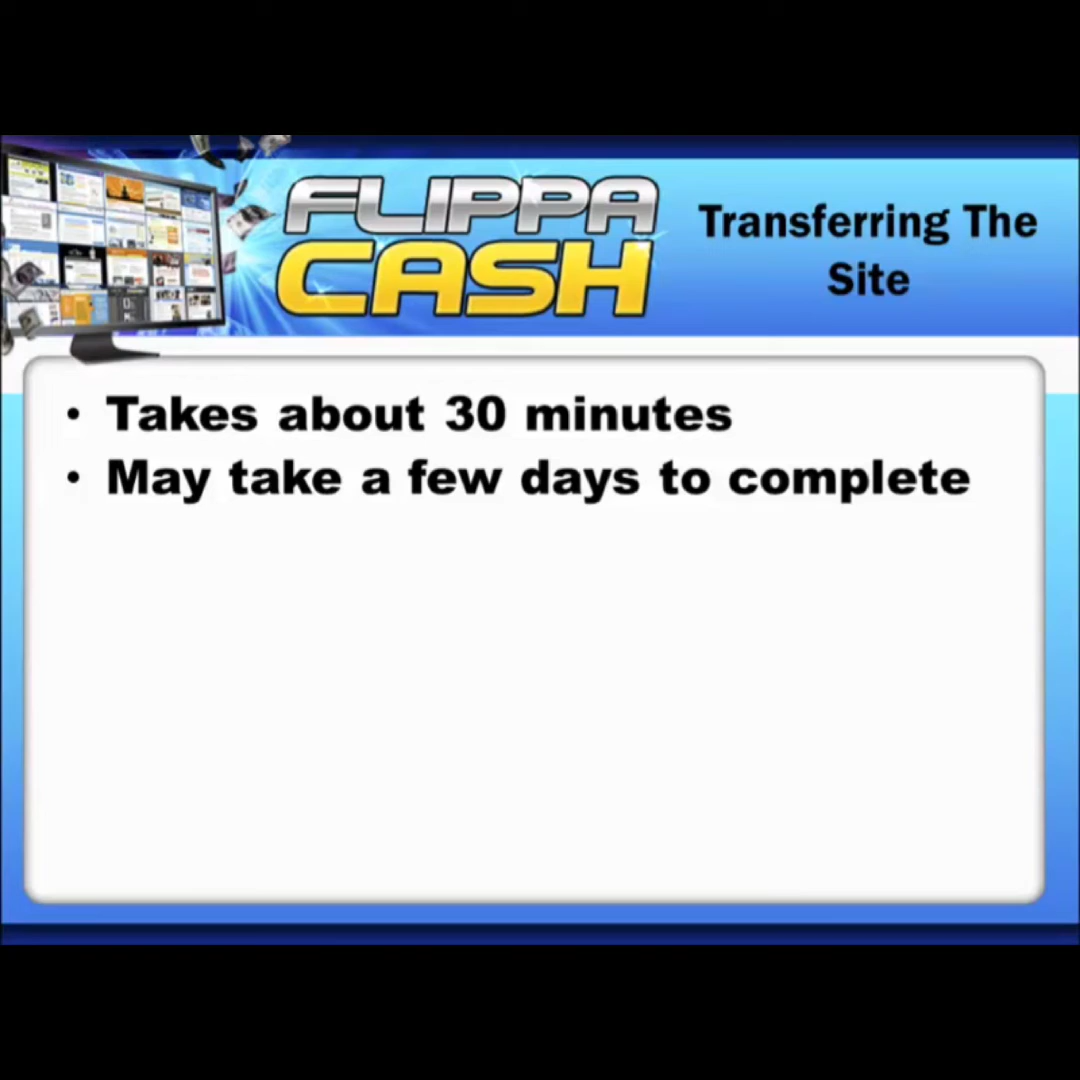 FLIPPA
CASH
Transferring The
Site
• Takes about 30 minutes
• May take a few days to complete